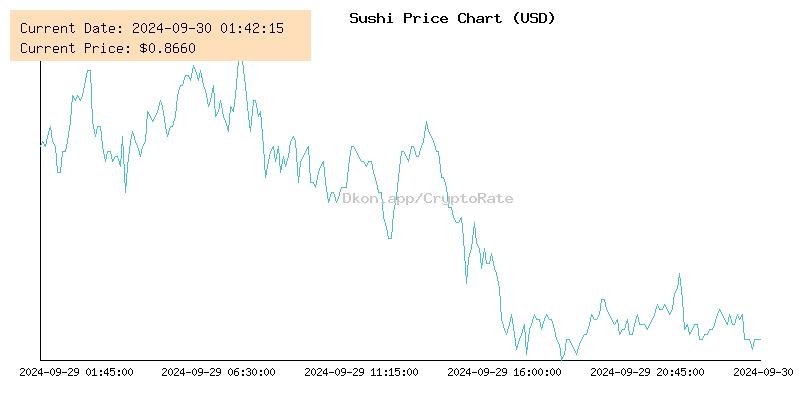 Sushi Price Chart (USD)
Current Date: 2024-09-30 01:42:15
Current Price: $0.8660
Dkon.app/CryptoRate
2024-09-29 01:45:00 2024-09-29 06:30:00 2024-09-29 11:15:00 2024-09-29 16:00:00 2024-09-29 20:45:00 2024-09-30